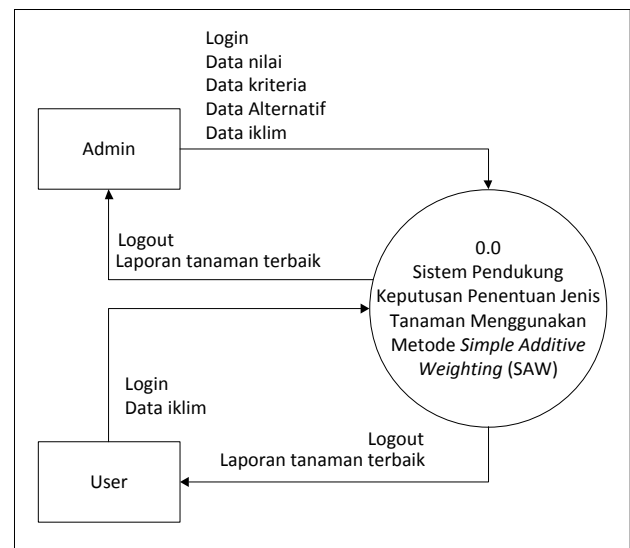 Login
Data nilai
Data kriteria
Data Alternatif
Data iklim
Admin
Logout
Laporan tanaman terbaik
0.0
Sistem Pendukung
Keputusan Penentuan Jenis
Tanaman Menggunakan
Metode Simple Additive
Weighting (SAW)
Login
Data iklim
Logout
Laporan tanaman terbaik
User